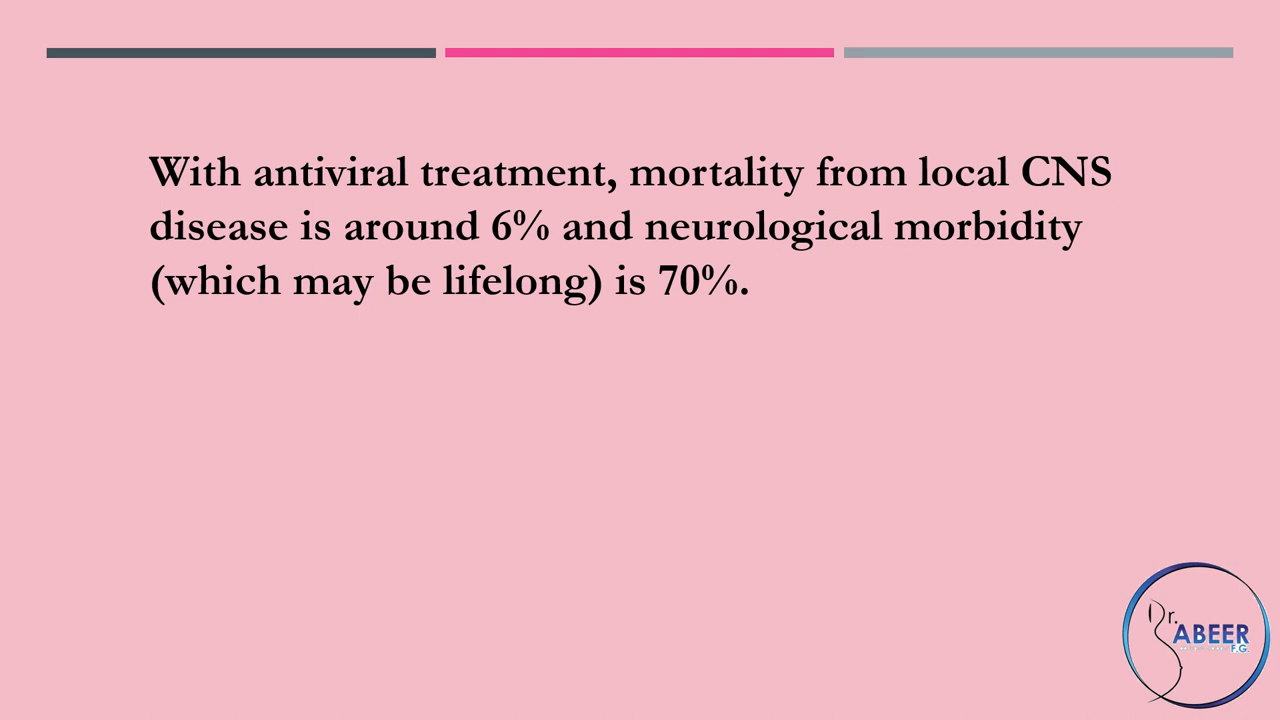 With antiviral treatment, mortality from local CNS
disease is around 6% and neurological morbidity
(which may be lifelong) is 70%.
Dr.
ABEER
F.G.